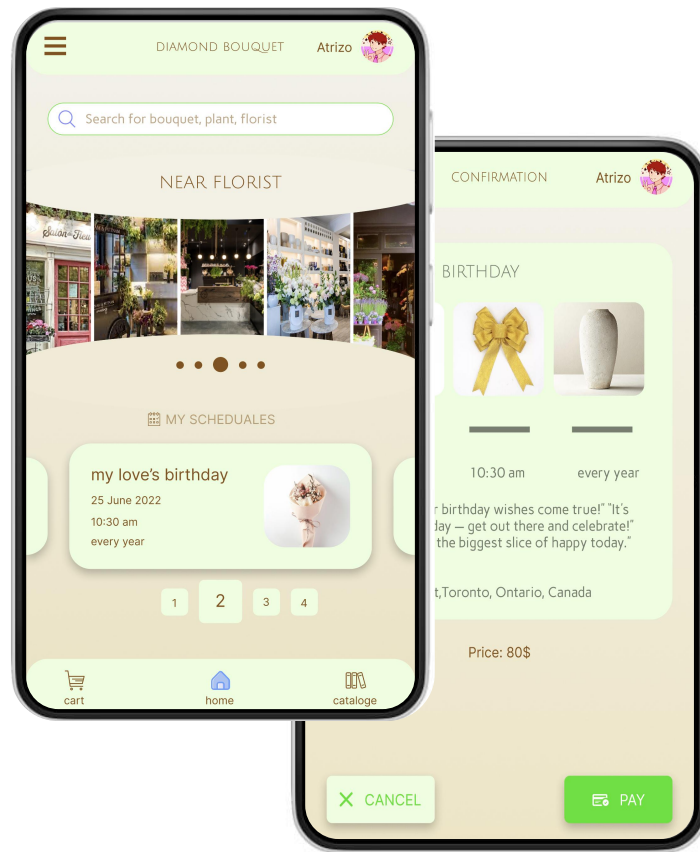 DIAMOND BOUQUET
Atrizo
Search for bouquet, plant, florist
NEAR FLORIST
MY SCHEDUALES
my love's birthday
25 June 2022
10:30 am
every year
1
2
3
4
cart
home
cataloge
CONFIRMATION
Atrizo
BIRTHDAY
10:30 am
every year
birthday wishes come true!" "It's
— get out there and celebrate!"
the biggest slice of happy today."
,Toronto, Ontario, Canada
Price: 80$
CANCEL
PAY